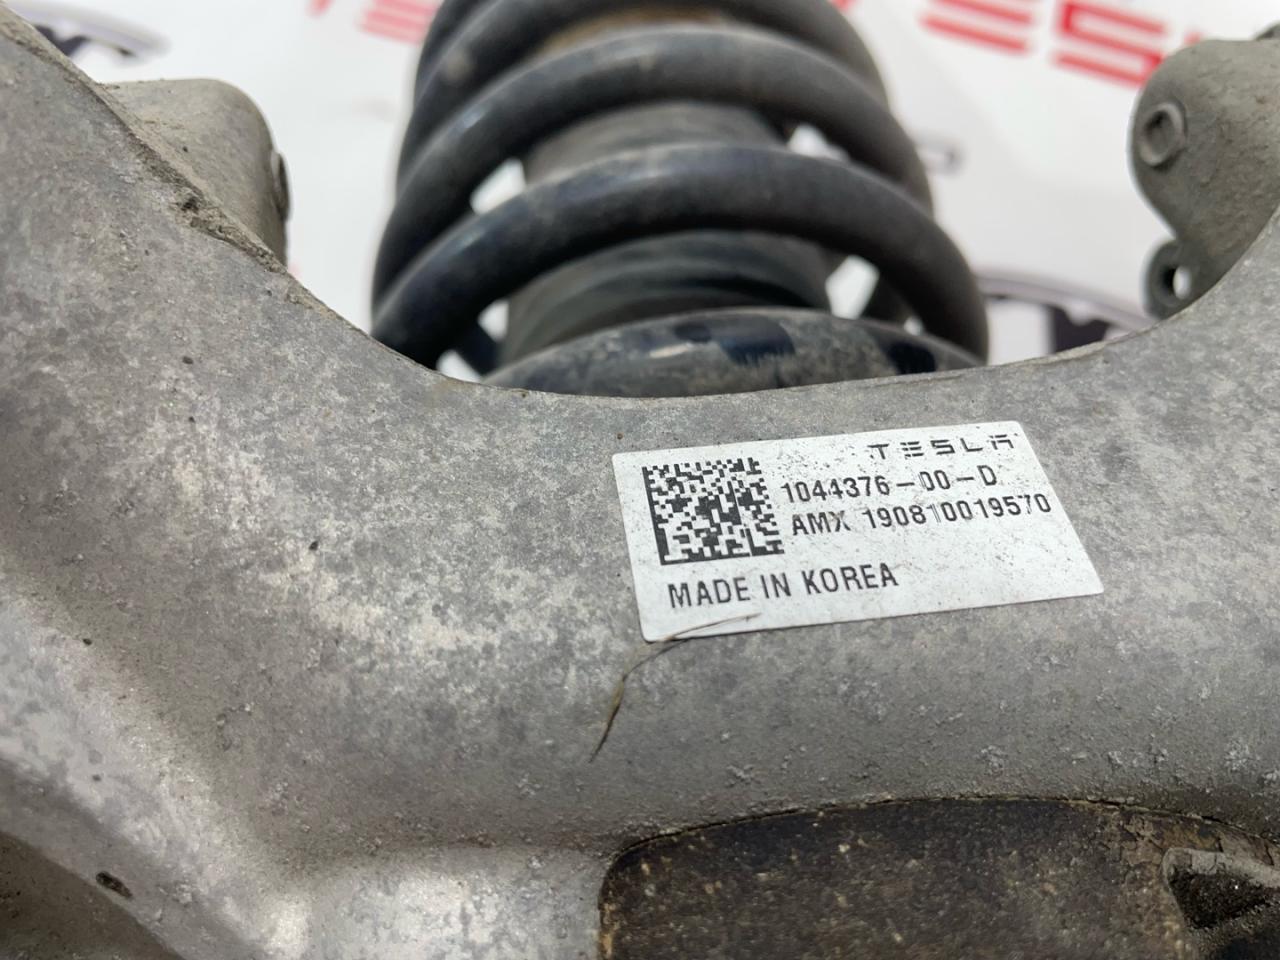 TESLA
1044376-00-D
AMX 190810019570
MADE IN KOREA